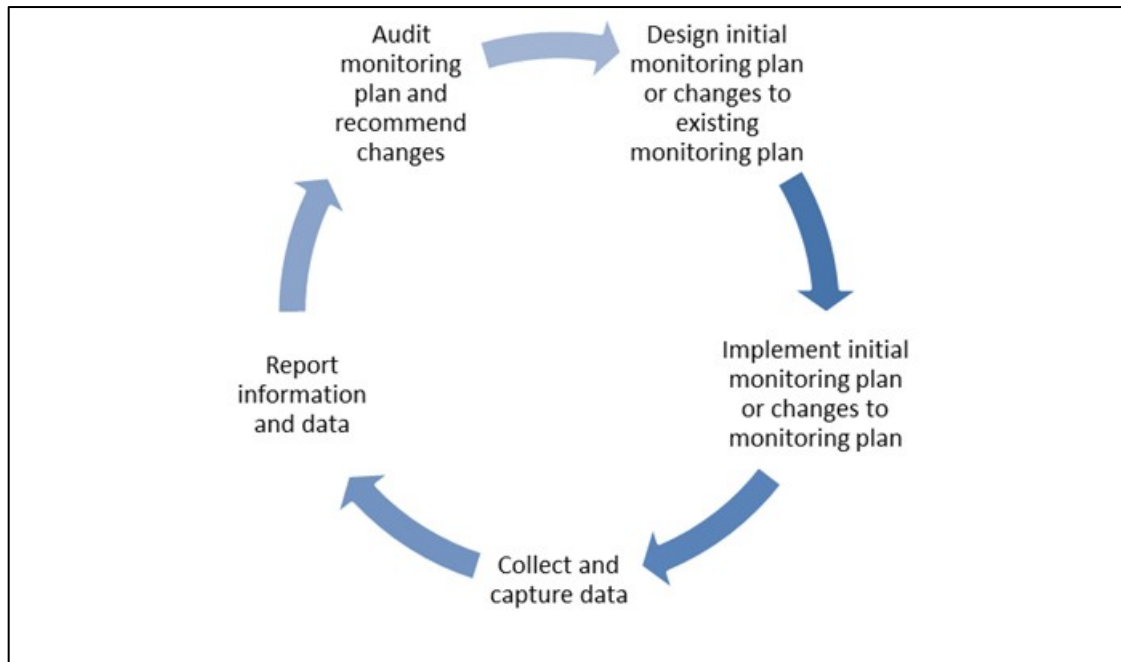 Audit
monitoring
plan and
recommend
changes
Design initial
monitoring plan
or changes to
existing
monitoring plan
Implement initial
monitoring plan
or changes to
monitoring plan
Collect and
capture data
Report
information
and data